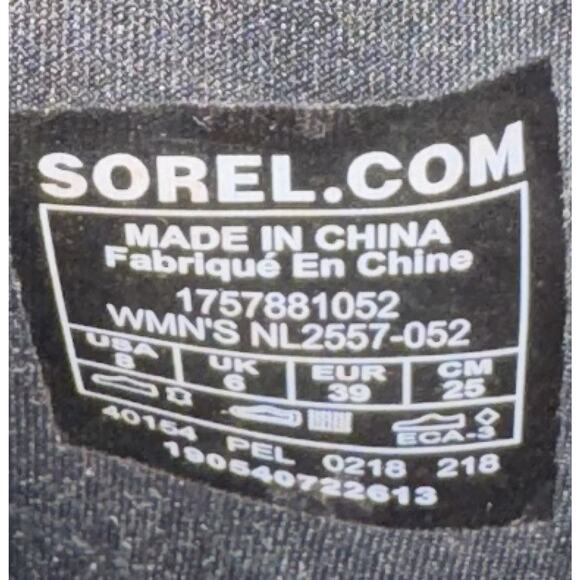 SOREL.COM
MADE IN CHINA
Fabriqué En Chine
1757881052
WMN'S NL2557-052
USA UK EUR CM
8 6 39 25
ECA-3
40154 PEL 0218 218
190540722613